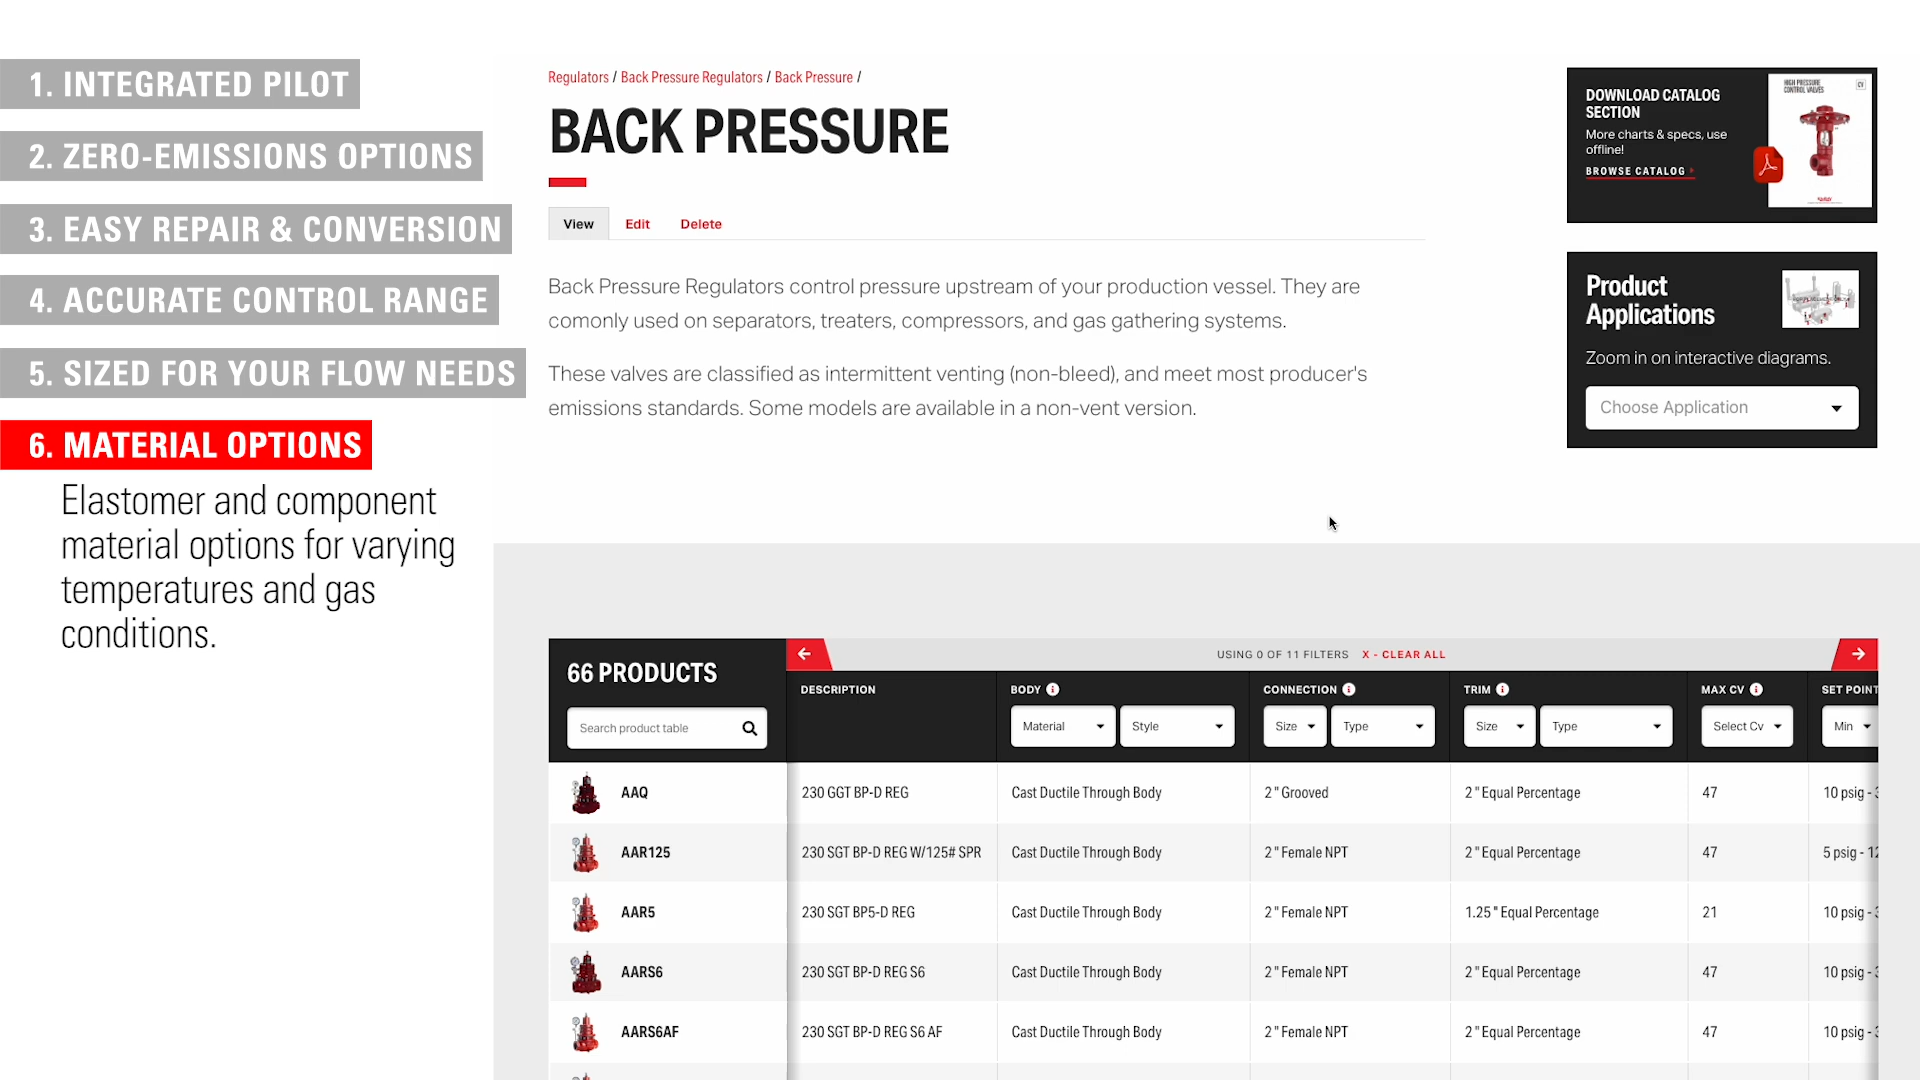 1. INTEGRATED PILOT
2. ZERO-EMISSIONS OPTIONS
3. EASY REPAIR & CONVERSION
4. ACCURATE CONTROL RANGE
5. SIZED FOR YOUR FLOW NEEDS
6. MATERIAL OPTIONS
Elastomer and component
material options for varying
temperatures and gas
conditions.
Regulators / Back Pressure Regulators / Back Pressure /
BACK PRESSURE
View Edit Delete
Back Pressure Regulators control pressure upstream of your production vessel. They are
comonly used on separators, treaters, compressors, and gas gathering systems.
These valves are classified as intermittent venting (non-bleed), and meet most producer's
emissions standards. Some models are available in a non-vent version.
DOWNLOAD CATALOG
SECTION
More charts & specs, use
offline!
BROWSE CATALOG
HIGH PRESSURE
CONTROL VALVES
CV
Product
Applications
Zoom in on interactive diagrams.
Choose Application
66 PRODUCTS
Search product table
USING 0 OF 11 FILTERS X - CLEAR ALL
DESCRIPTION BODY CONNECTION TRIM MAX CV SET POINT
Material Style Size Type Size Type Select Cv Min
AAQ 230 GGT BP-D REG Cast Ductile Through Body 2 " Grooved 2 " Equal Percentage 47 10 psig -
AAR125 230 SGT BP-D REG W/125# SPR Cast Ductile Through Body 2 " Female NPT 2 " Equal Percentage 47 5 psig - 12
AAR5 230 SGT BP5-D REG Cast Ductile Through Body 2 " Female NPT 1.25 " Equal Percentage 21 10 psig -
AARS6 230 SGT BP-D REG S6 Cast Ductile Through Body 2 " Female NPT 2 " Equal Percentage 47 10 psig -
AARS6AF 230 SGT BP-D REG S6 AF Cast Ductile Through Body 2 " Female NPT 2 " Equal Percentage 47 10 psig -